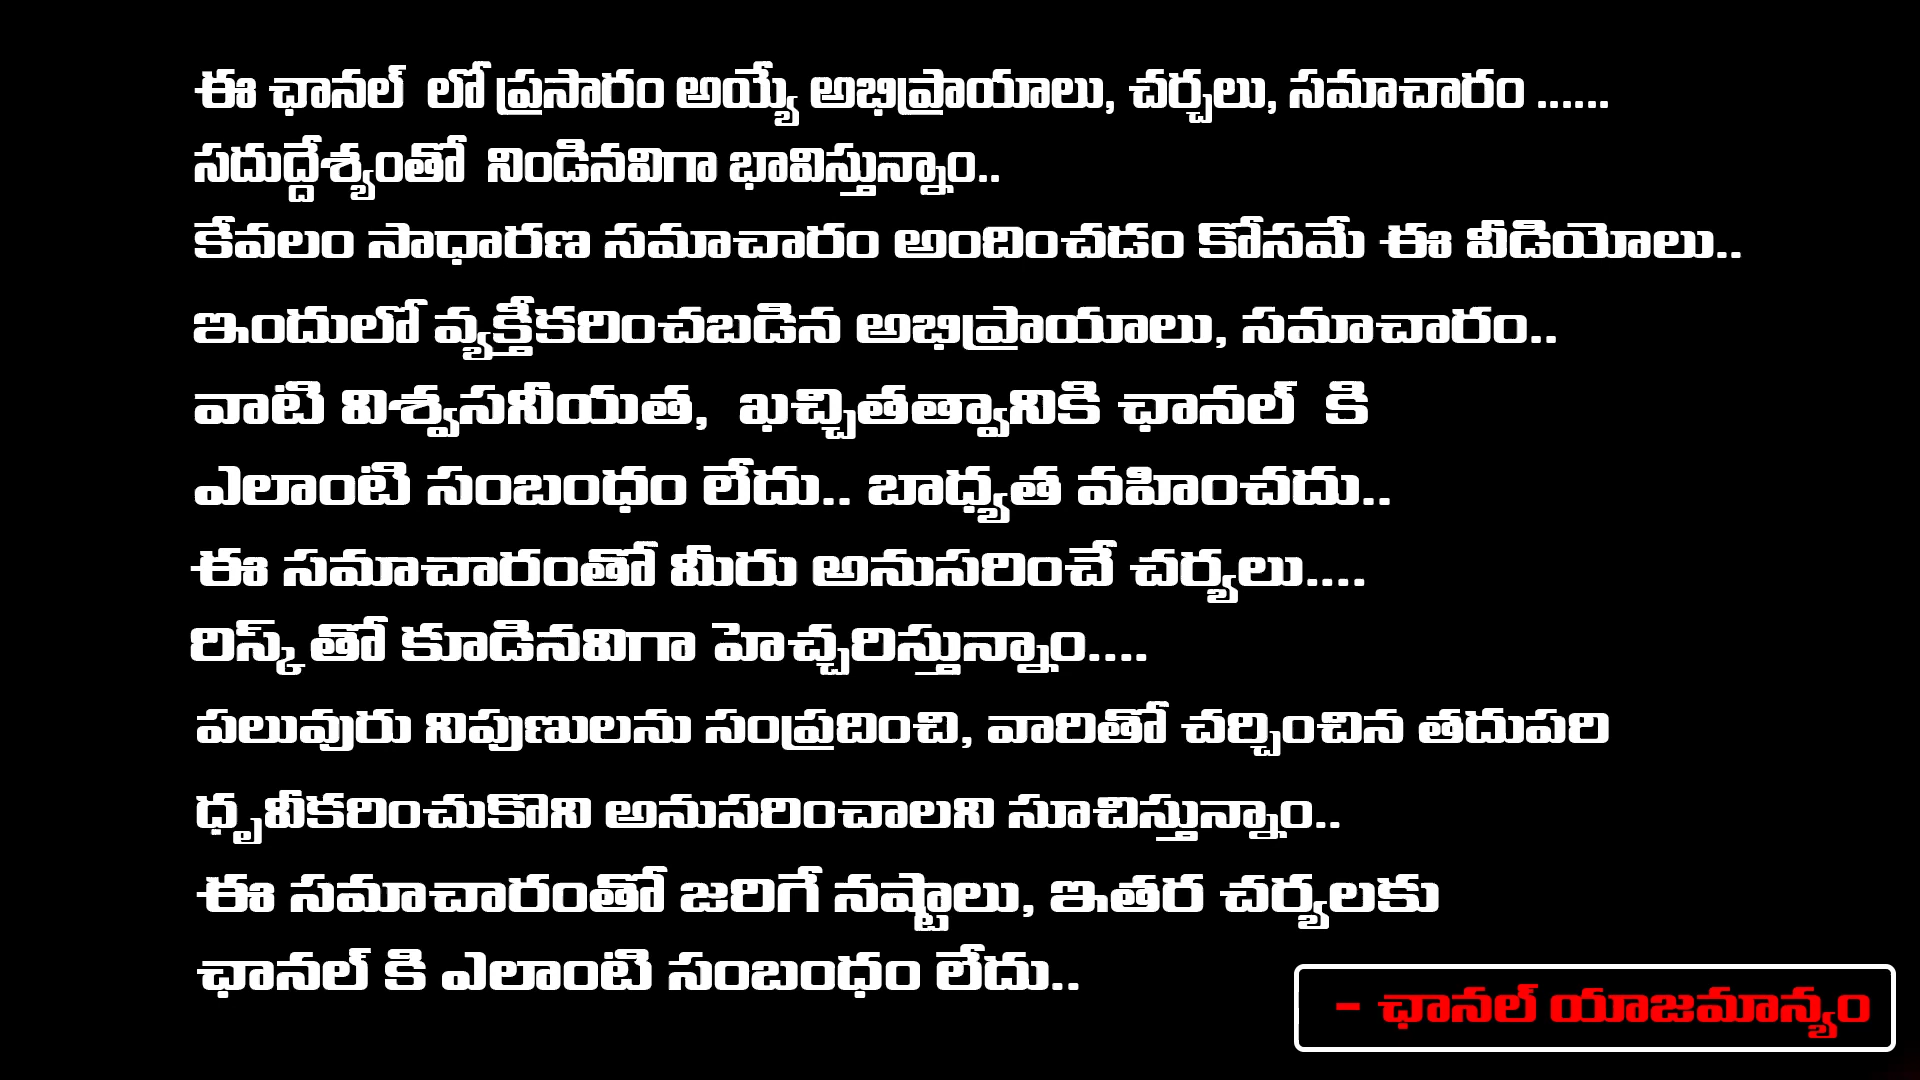 ఈ ఛానల్ లో ప్రసారం అయ్యే అభిప్రాయాలు, చర్చలు, సమాచారం ......
సదుద్దేశ్యంతో నిండినవిగా భావిస్తున్నాం..
కేవలం సాధారణ సమాచారం అందించడం కోసమే ఈ వీడియోలు..
ఇందులో వ్యక్తీకరించబడిన అభిప్రాయాలు, సమాచారం..
వాటి విశ్వసనీయత, ఖచ్చితత్వానికి ఛానల్ కి
ఎలాంటి సంబంధం లేదు.. బాధ్యత వహించదు..
ఈ సమాచారంతో మీరు అనుసరించే చర్యలు....
రిస్క్ తో కూడినవిగా హెచ్చరిస్తున్నాం....
పలువురు నిపుణులను సంప్రదించి, వారితో చర్చించిన తదుపరి
ధృవీకరించుకొని అనుసరించాలని సూచిస్తున్నాం..
ఈ సమాచారంతో జరిగే నష్టాలు, ఇతర చర్యలకు
ఛానల్ కి ఎలాంటి సంబంధం లేదు..
- ఛానల్ యాజమాన్యం